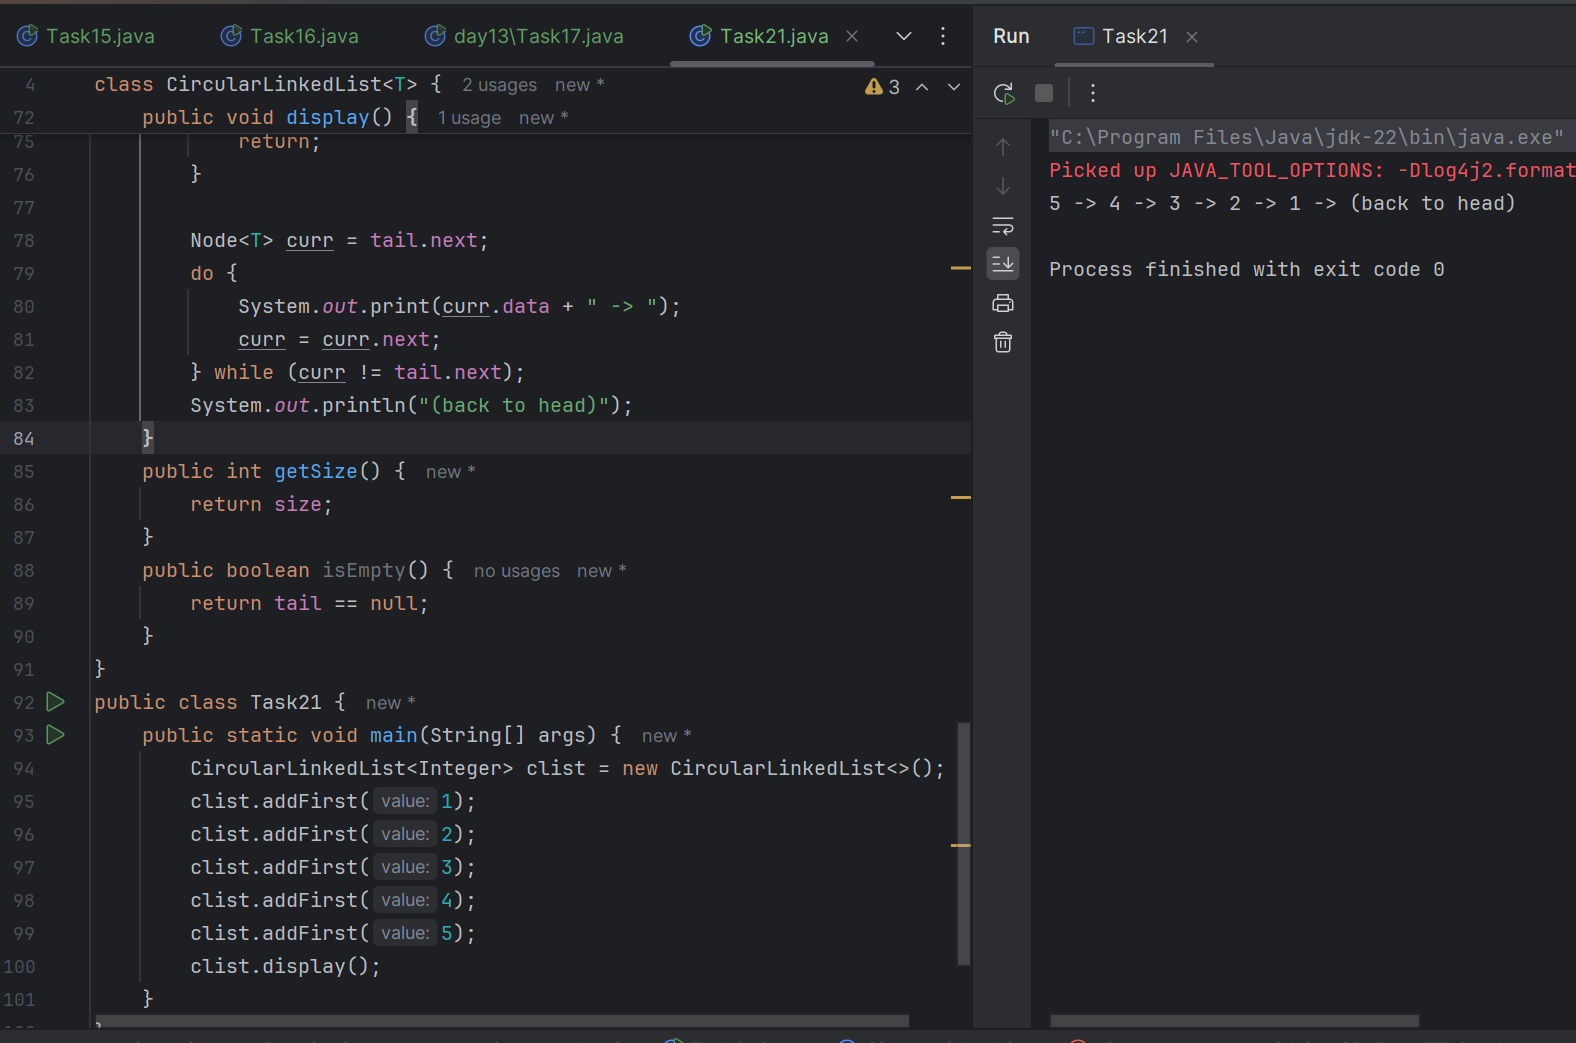 Task15.java Task16.java day13\Task17.java Task21.java
4 class CircularLinkedList<T> { 2 usages new * 3
72 public void display() { 1 usage new *
75 return;
76 }
77
78 Node<T> curr = tail.next;
79 do {
80 System.out.print(curr.data + " -> ");
81 curr = curr.next;
82 } while (curr != tail.next);
83 System.out.println("(back to head)");
84 }
85 public int getSize() { new *
86 return size;
87 }
88 public boolean isEmpty() { no usages new *
89 return tail == null;
90 }
91 }
92 public class Task21 { new *
93 public static void main(String[] args) { new *
94 CircularLinkedList<Integer> clist = new CircularLinkedList<>();
95 clist.addFirst( value: 1);
96 clist.addFirst( value: 2);
97 clist.addFirst( value: 3);
98 clist.addFirst( value: 4);
99 clist.addFirst( value: 5);
100 clist.display();
101 }
Run Task21
"C:\Program Files\Java\jdk-22\bin\java.exe"
Picked up JAVA_TOOL_OPTIONS: -Dlog4j2.format
5 -> 4 -> 3 -> 2 -> 1 -> (back to head)
Process finished with exit code 0